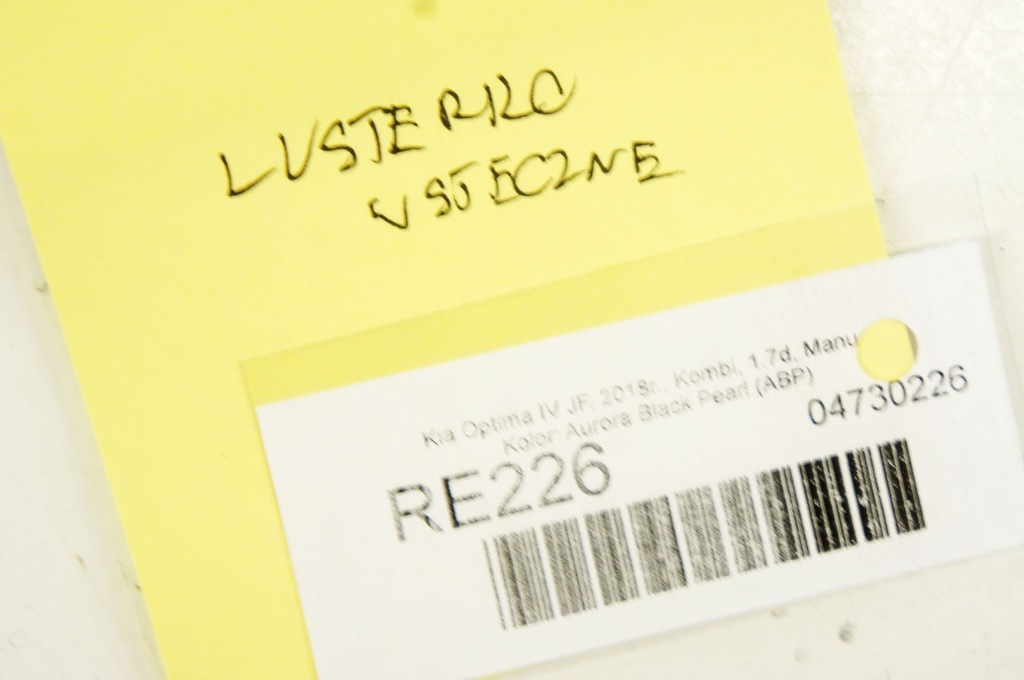 LUSTERKO
WSTECZNE
Kia Optima IV JF, 2018r., Kombi, 1.7d, Manu
Kolor: Aurora Black Pearl (ABP)
04730226
RE226